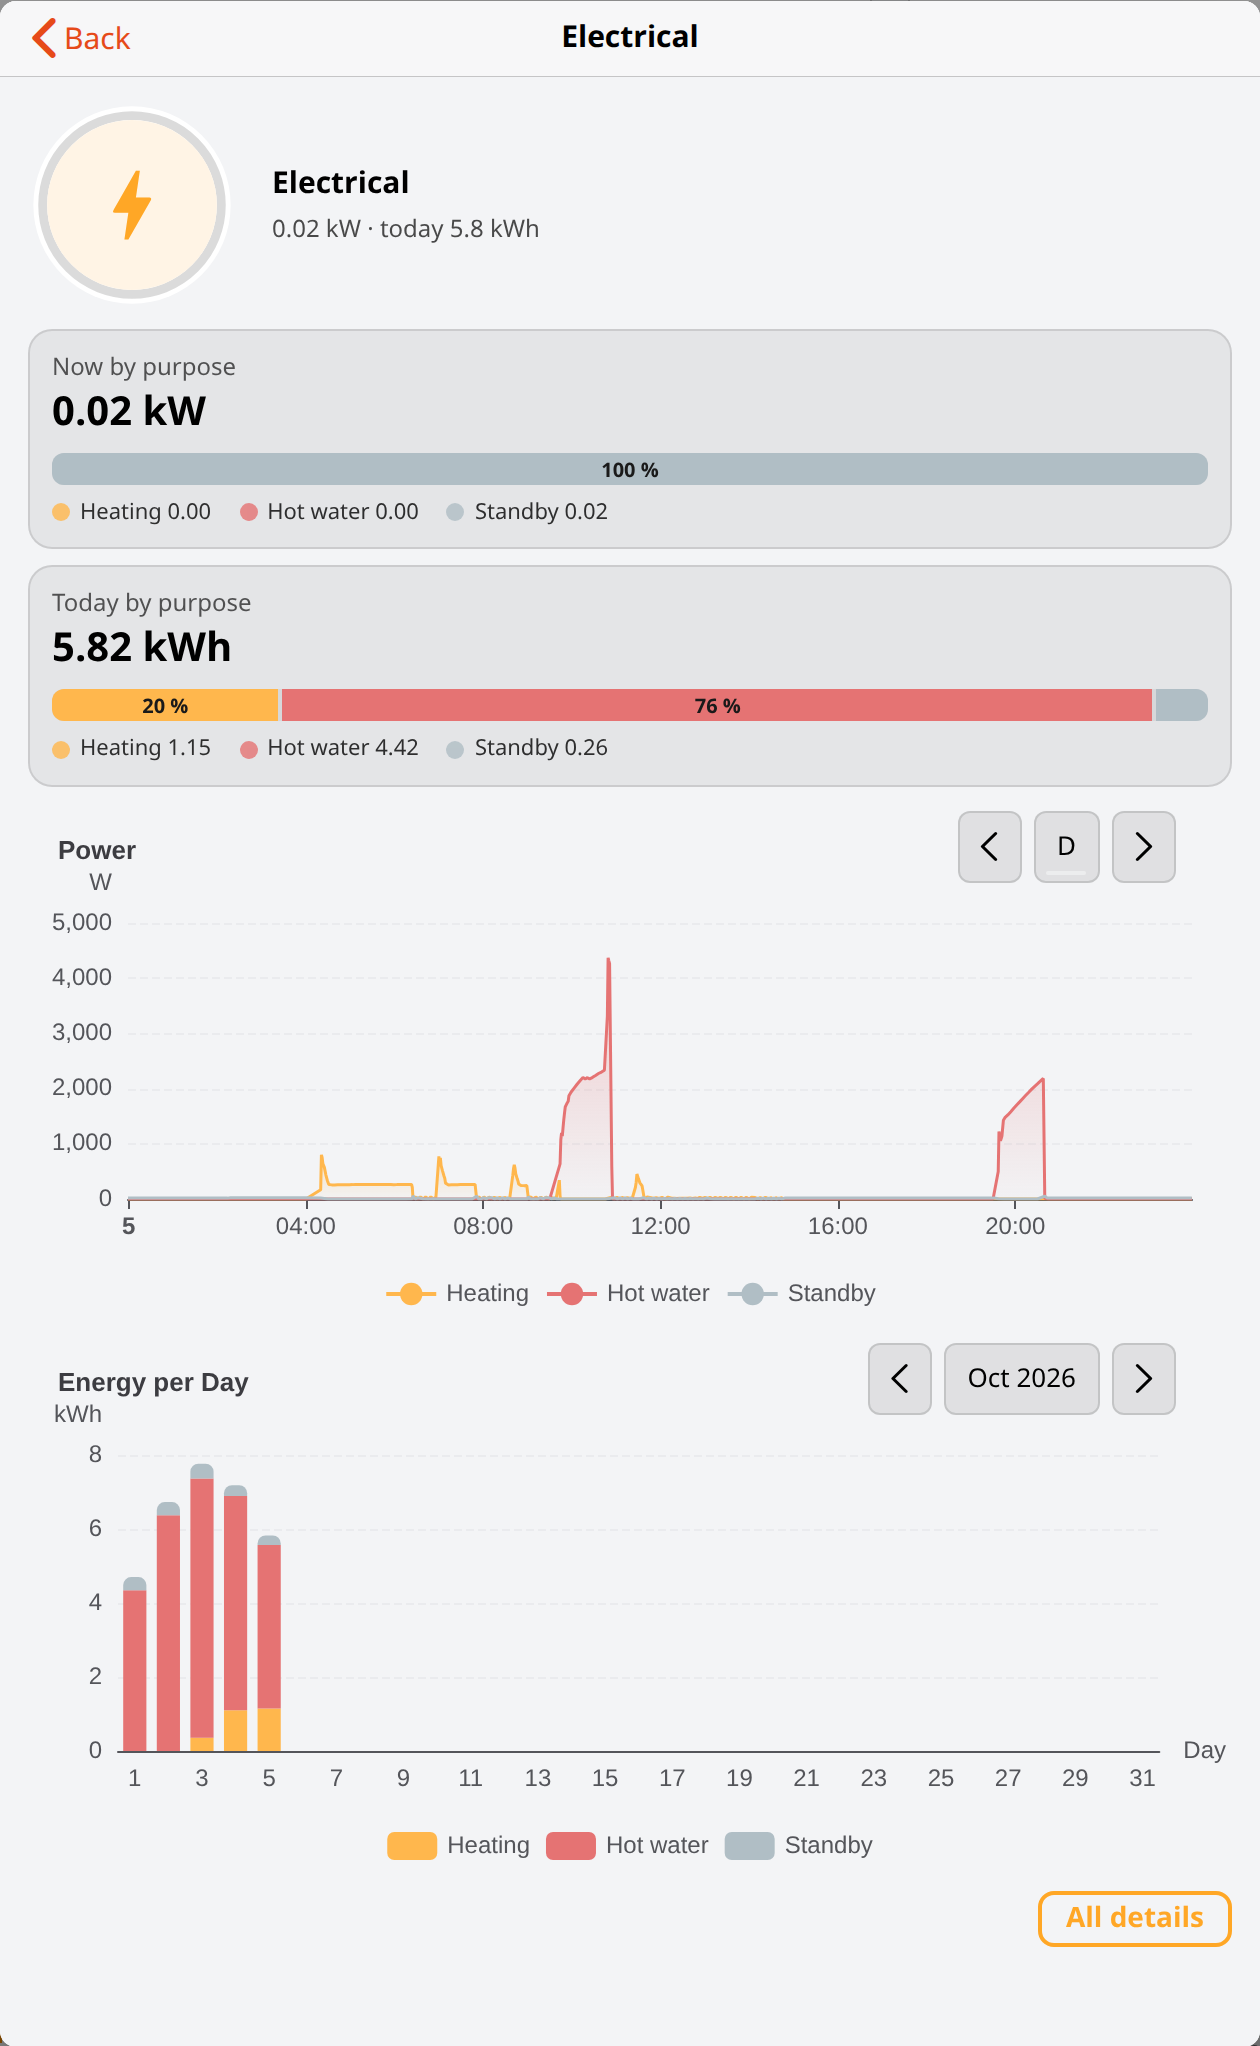 Back
Electrical
Electrical
0.02 kW · today 5.8 kWh
Now by purpose
0.02 kW
100 %
Heating 0.00 Hot water 0.00 Standby 0.02
Today by purpose
5.82 kWh
20 % 76 %
Heating 1.15 Hot water 4.42 Standby 0.26
Power
D
W
5,000
4,000
3,000
2,000
1,000
0
5 04:00 08:00 12:00 16:00 20:00
Heating Hot water Standby
Energy per Day
Oct 2026
kWh
8
6
4
2
0
Day
1 3 5 7 9 11 13 15 17 19 21 23 25 27 29 31
Heating Hot water Standby
All details